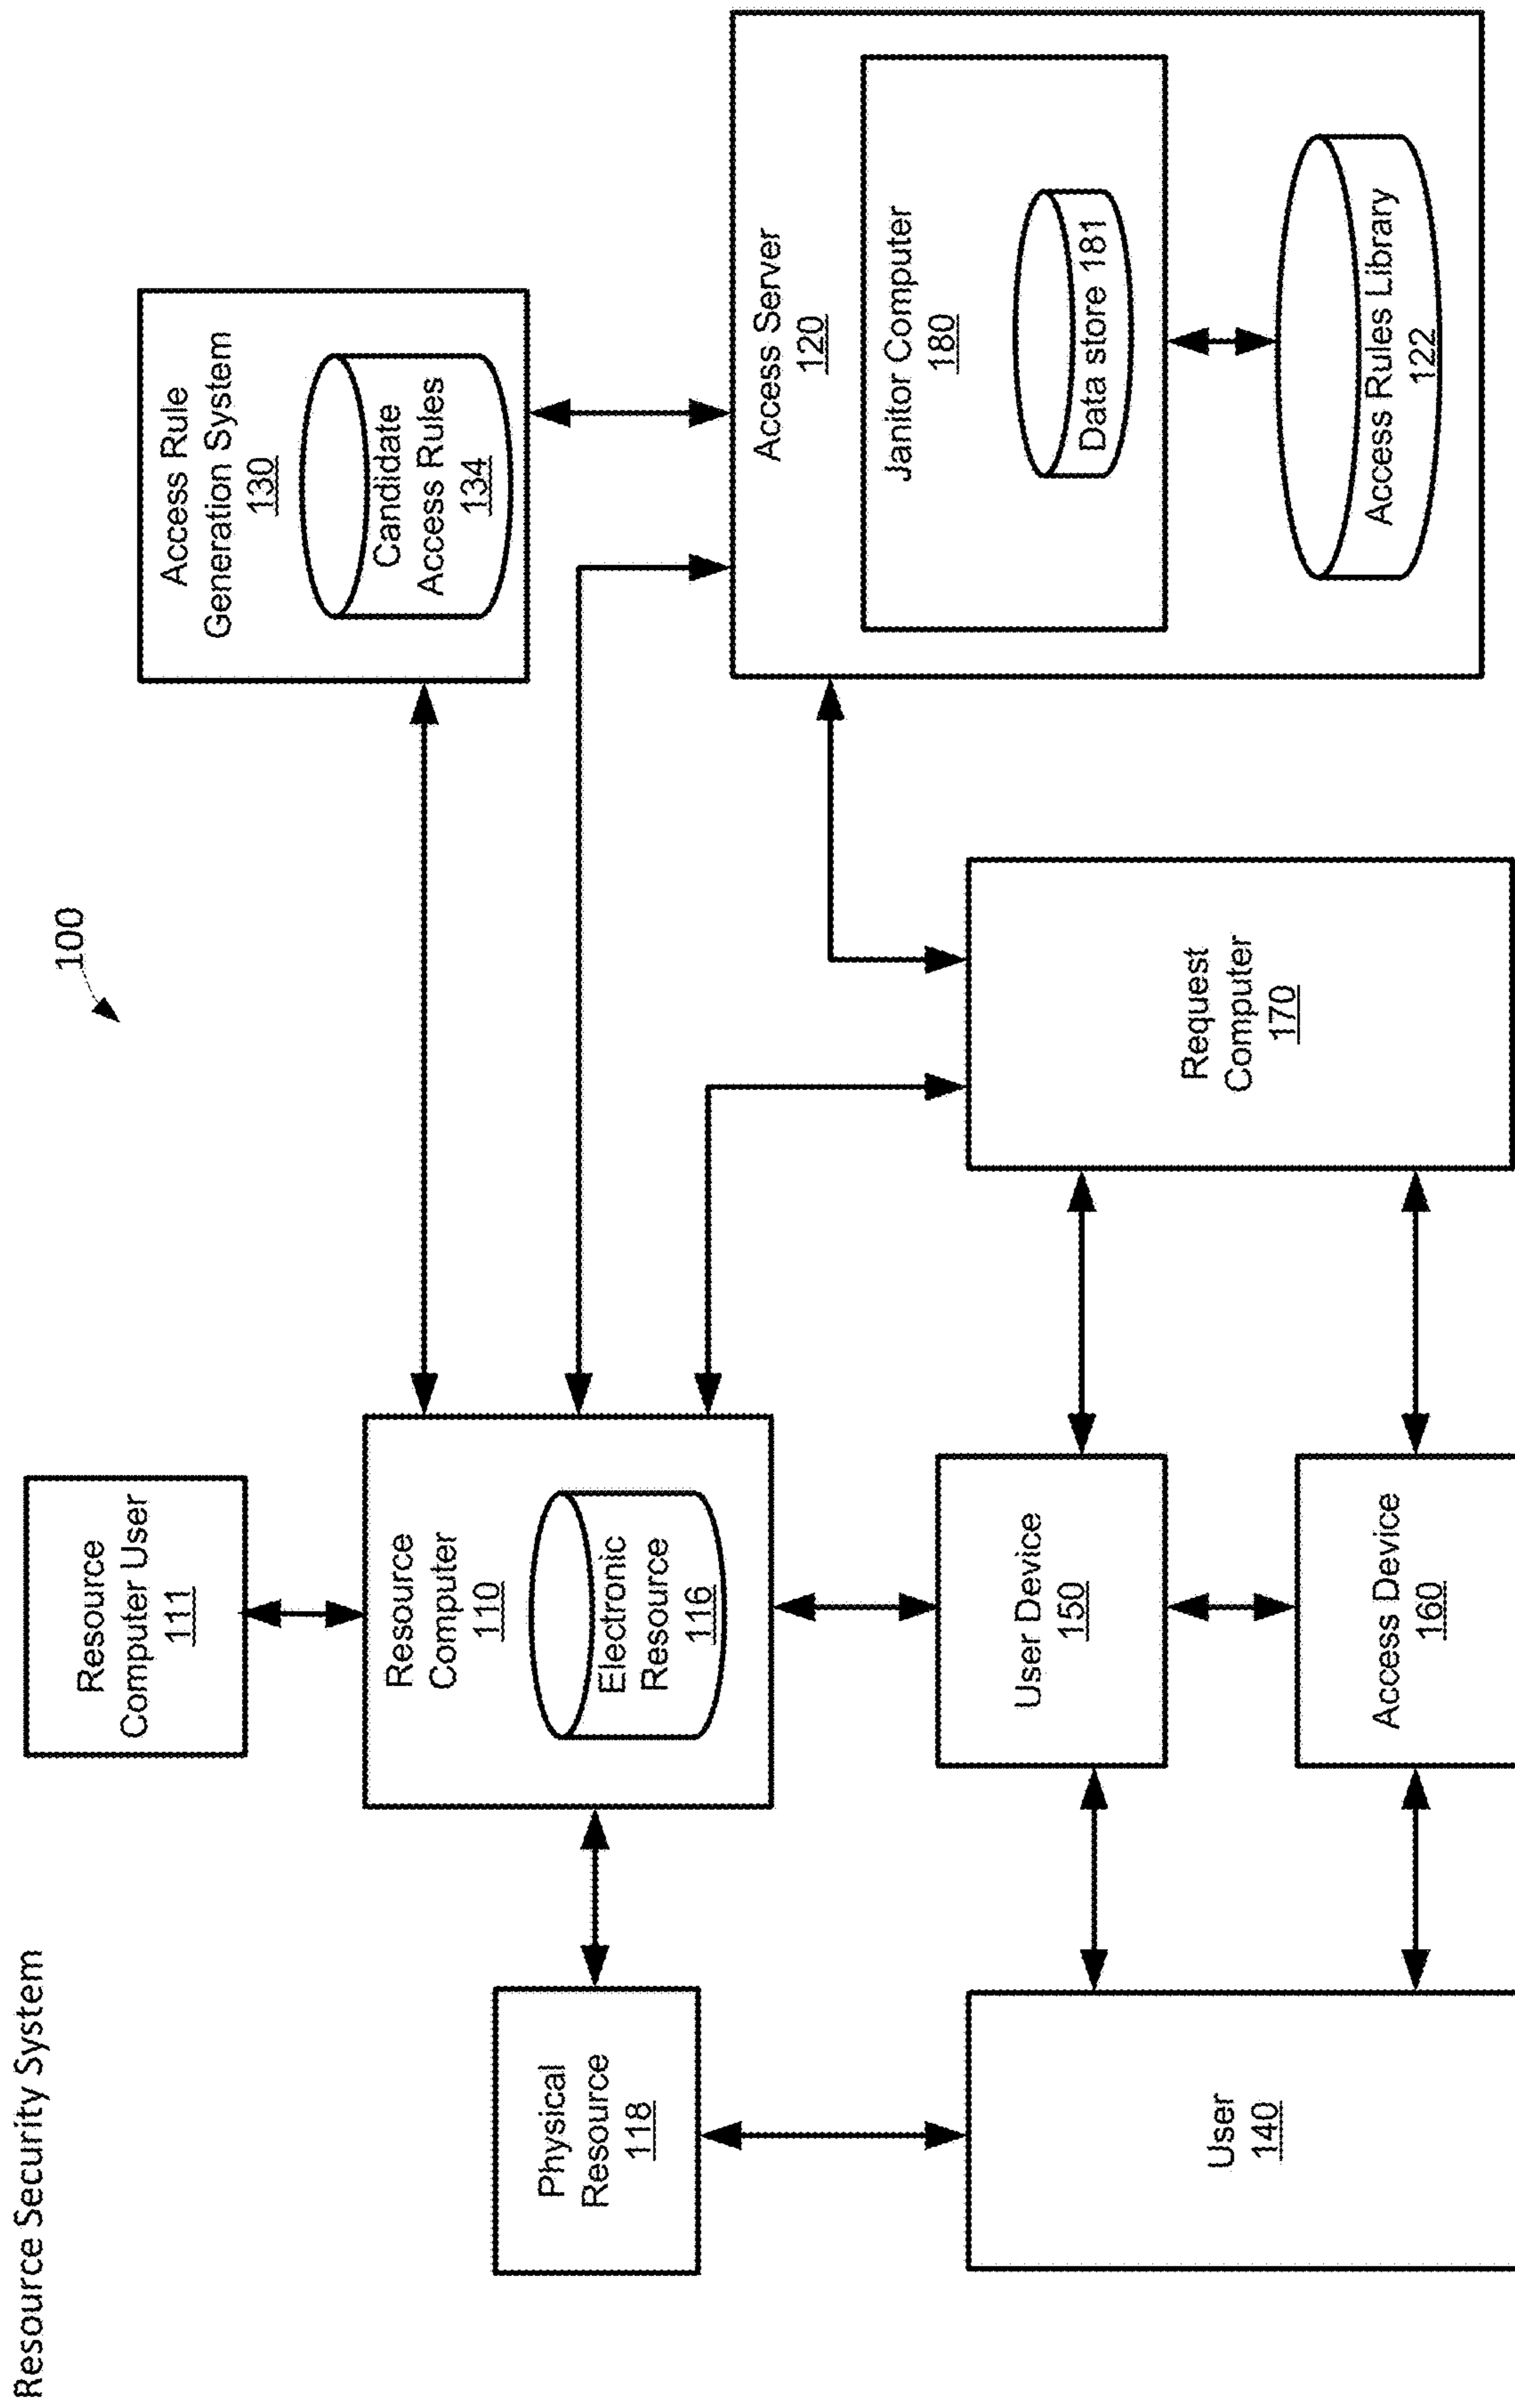 Resource Security System
100
Resource
Computer User
111
Access Rule
Generation System
130
Candidate
Access Rules
134
Physical
Resource
118
Resource
Computer
110
Electronic
Resource
116
Access Server
120
Janitor Computer
180
Data store 181
Access Rules Library
122
User
140
User Device
150
Access Device
160
Request
Computer
170